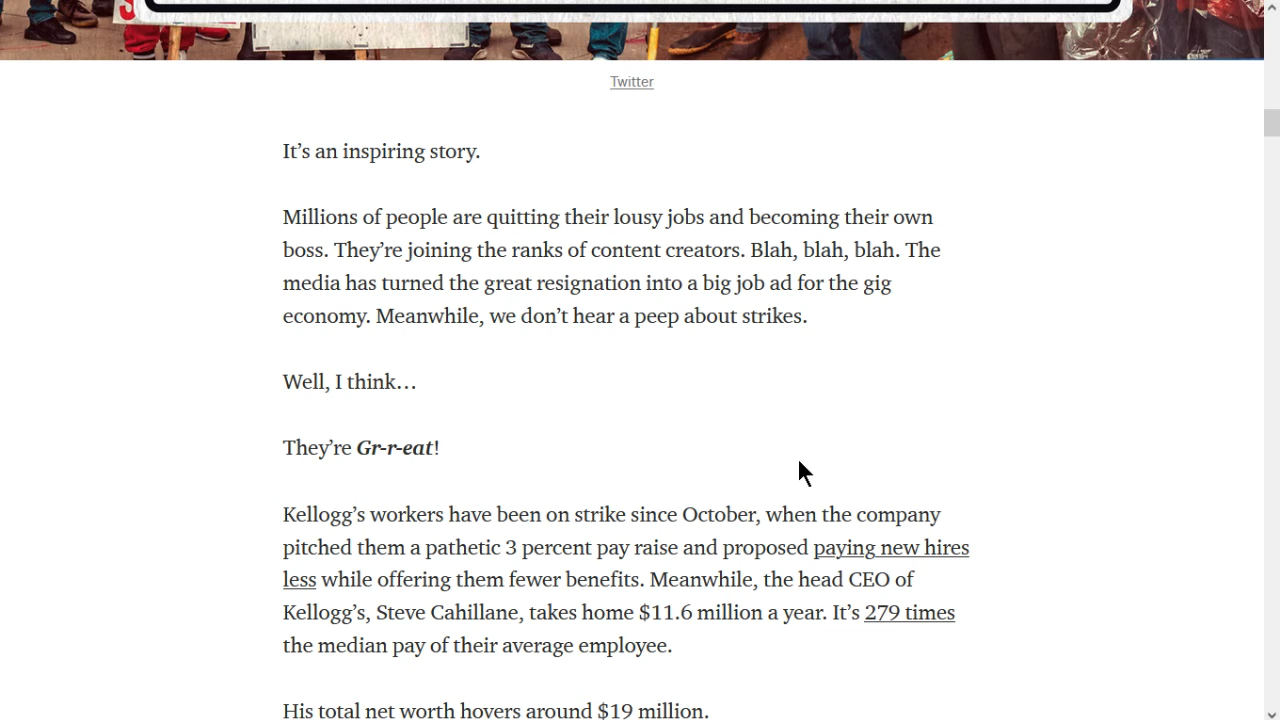 Twitter
It’s an inspiring story.
Millions of people are quitting their lousy jobs and becoming their own
boss. They’re joining the ranks of content creators. Blah, blah, blah. The
media has turned the great resignation into a big job ad for the gig
economy. Meanwhile, we don’t hear a peep about strikes.
Well, I think…
They’re Gr-r-eat!
Kellogg’s workers have been on strike since October, when the company
pitched them a pathetic 3 percent pay raise and proposed paying new hires
less while offering them fewer benefits. Meanwhile, the head CEO of
Kellogg’s, Steve Cahillane, takes home $11.6 million a year. It’s 279 times
the median pay of their average employee.
His total net worth hovers around $19 million.